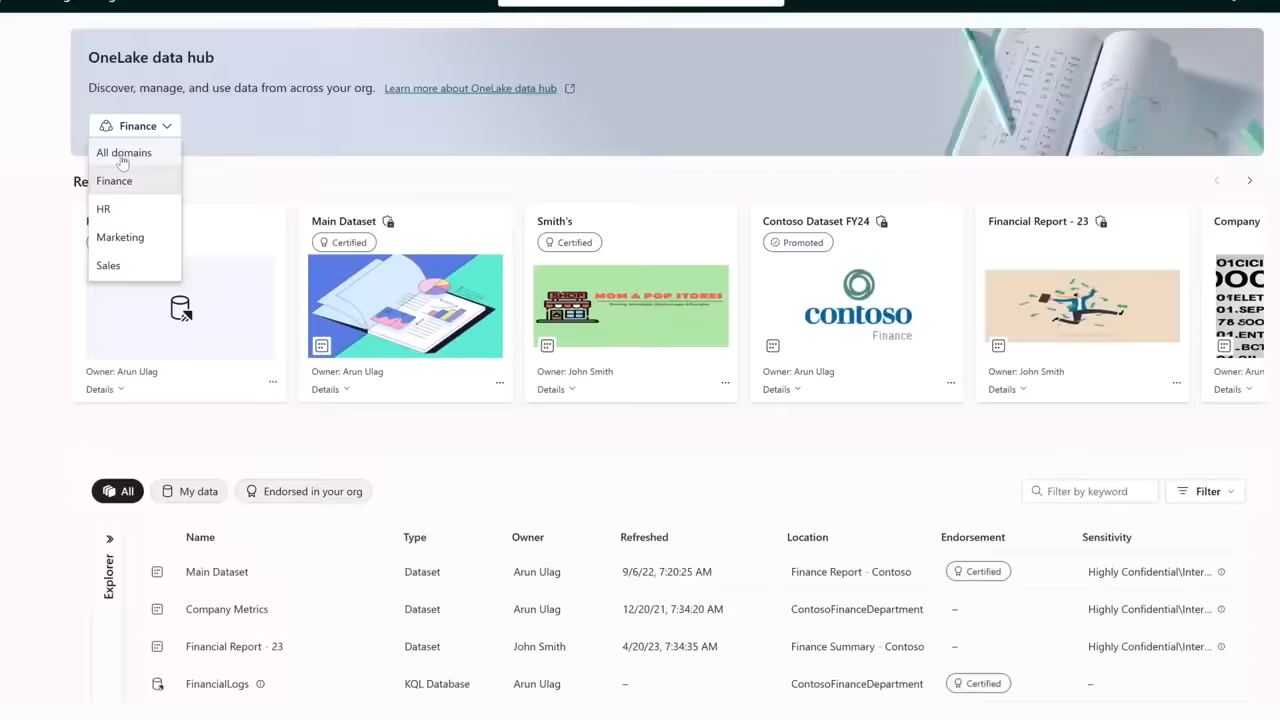 OneLake data hub
Discover, manage, and use data from across your org. Learn more about OneLake data hub
Finance
All domains
Finance
HR
Marketing
Sales
Re
Main Dataset
Certified
Owner: Arun Ulag
Details
Smith's
Certified
SHOP
MOM & POP STORES
Owner: John Smith
Details
Contoso Dataset FY24
Promoted
contoso
Finance
Owner: Arun Ulag
Details
Financial Report - 23
Owner: John Smith
Details
Company
Owner: Arun
Details
Owner: Arun Ulag
Details
All
My data
Endorsed in your org
Filter by keyword
Filter
Explorer
Name Type Owner Refreshed Location Endorsement Sensitivity
Main Dataset Dataset Arun Ulag 9/6/22, 7:20:25 AM Finance Report - Contoso Certified Highly Confidential\Inter...
Company Metrics Dataset Arun Ulag 12/20/21, 7:34:20 AM ContosoFinanceDepartment – Highly Confidential\Inter...
Financial Report - 23 Dataset John Smith 4/20/23, 7:34:35 AM Finance Summary - Contoso – Highly Confidential\Inter...
FinancialLogs KQL Database Arun Ulag – ContosoFinanceDepartment Certified –